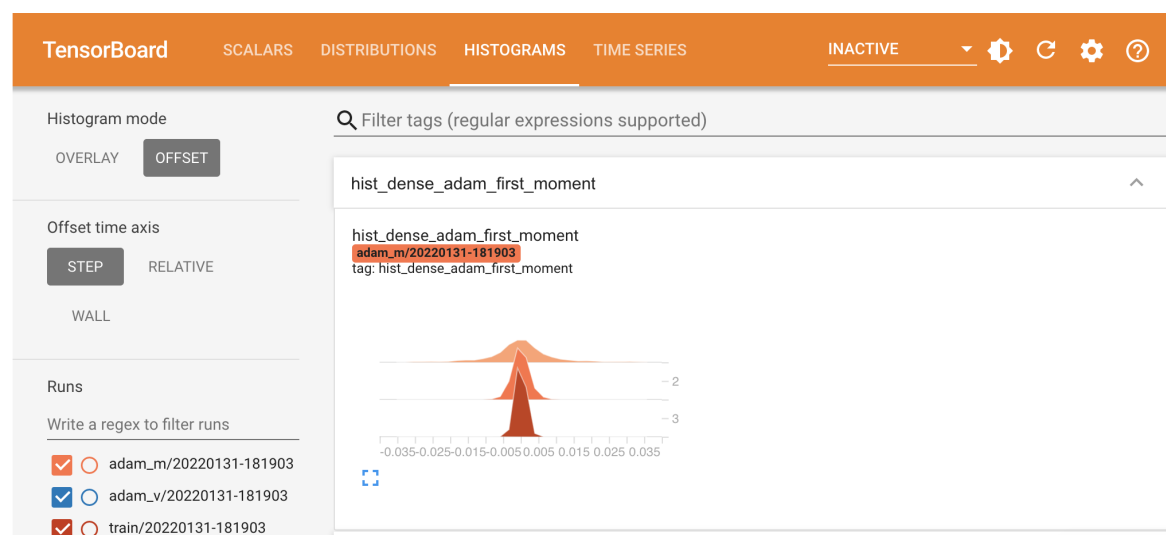 TensorBoard SCALARS DISTRIBUTIONS HISTOGRAMS TIME SERIES INACTIVE
Histogram mode
OVERLAY OFFSET
Offset time axis
STEP RELATIVE
WALL
Runs
Write a regex to filter runs
adam_m/20220131-181903
adam_v/20220131-181903
train/20220131-181903
Filter tags (regular expressions supported)
hist_dense_adam_first_moment
hist_dense_adam_first_moment
adam_m/20220131-181903
tag: hist_dense_adam_first_moment
2
3
-0.035 -0.025 -0.015 -0.005 0.005 0.015 0.025 0.035